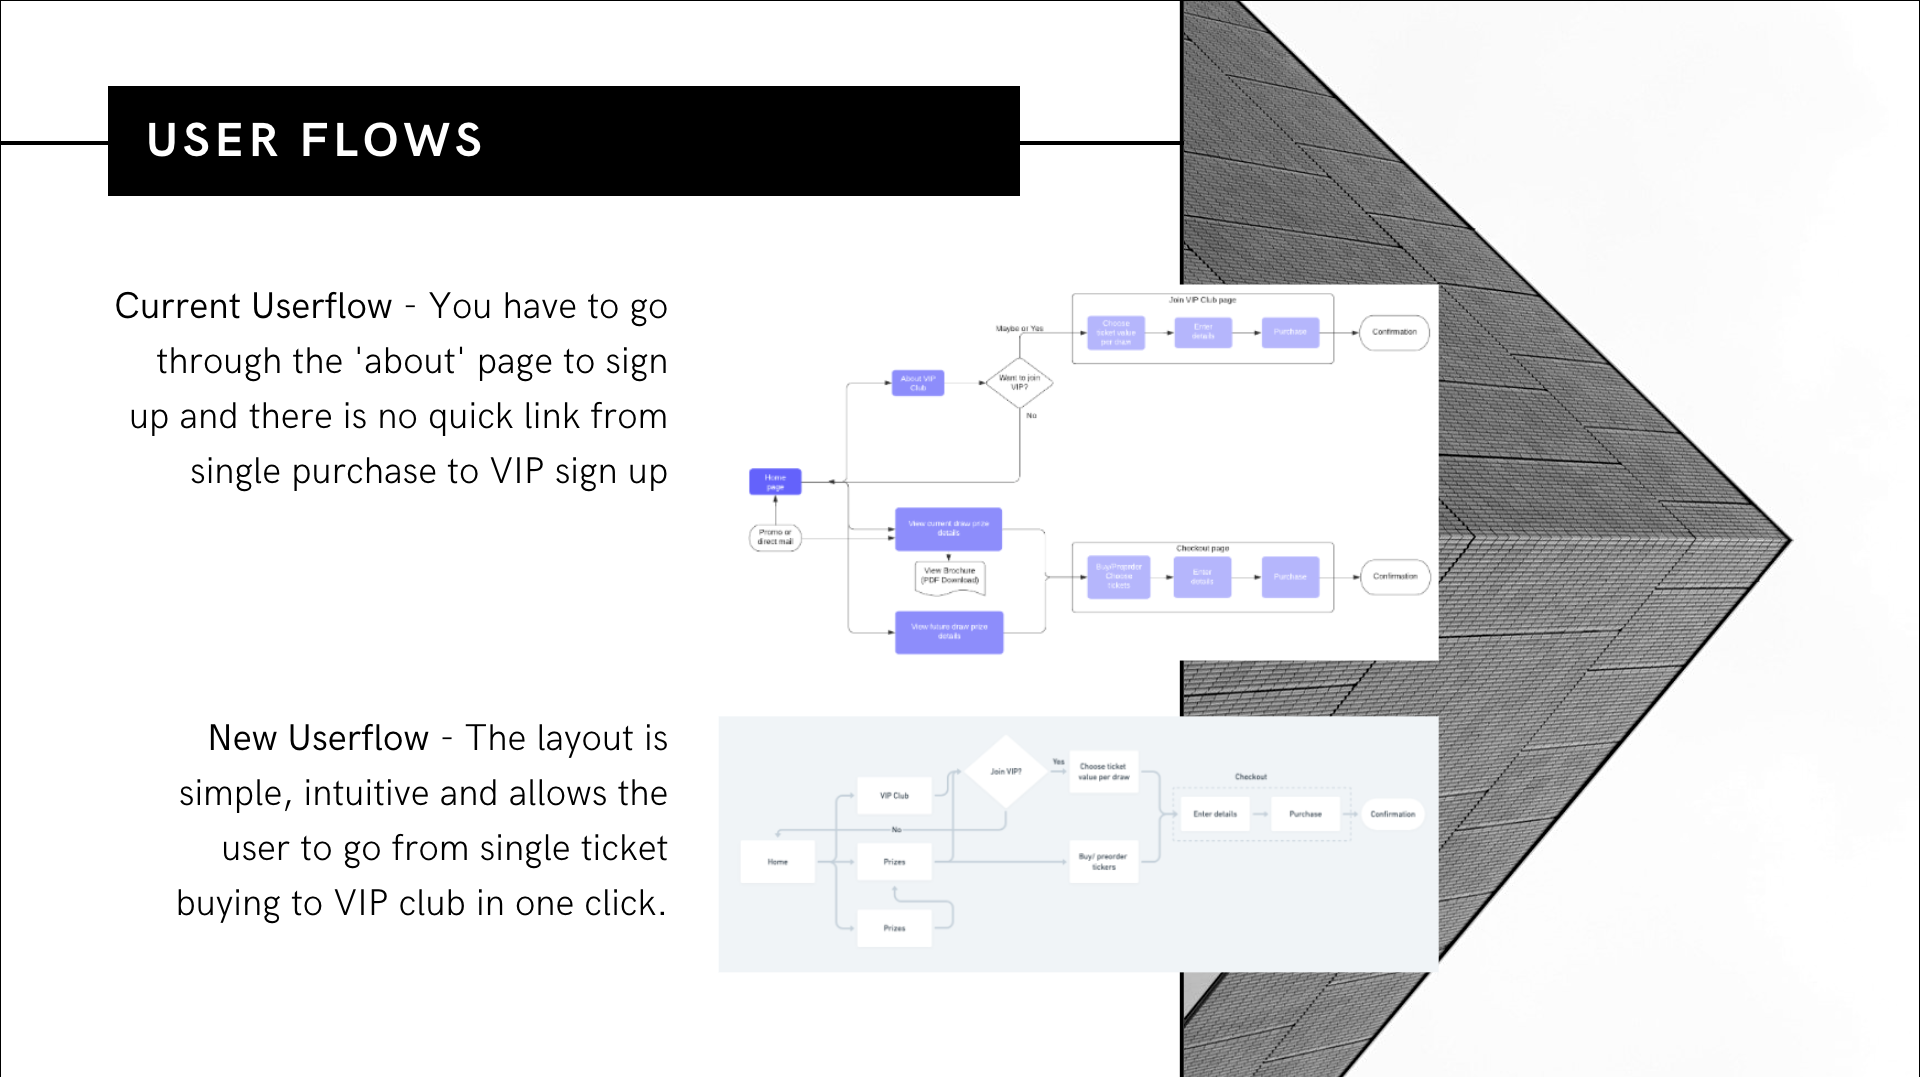 USER FLOWS
Current Userflow - You have to go
through the 'about' page to sign
up and there is no quick link from
single purchase to VIP sign up
Join VIP Club page
Maybe or Yes
Choose
ticket value
per draw
Enter
details
Purchase
Confirmation
About VIP
Club
Want to join
VIP?
No
Home
page
Promo or
direct mail
View current draw prize
details
View Brochure
(PDF Download)
View future draw prize
details
Checkout page
Buy/Preorder
Choose
tickets
Enter
details
Purchase
Confirmation
New Userflow - The layout is
simple, intuitive and allows the
user to go from single ticket
buying to VIP club in one click.
Join VIP?
Yes
Choose ticket
value per draw
Checkout
VIP Club
Enter details
Purchase
Confirmation
No
Home
Prizes
Buy/ preorder
tickers
Prizes